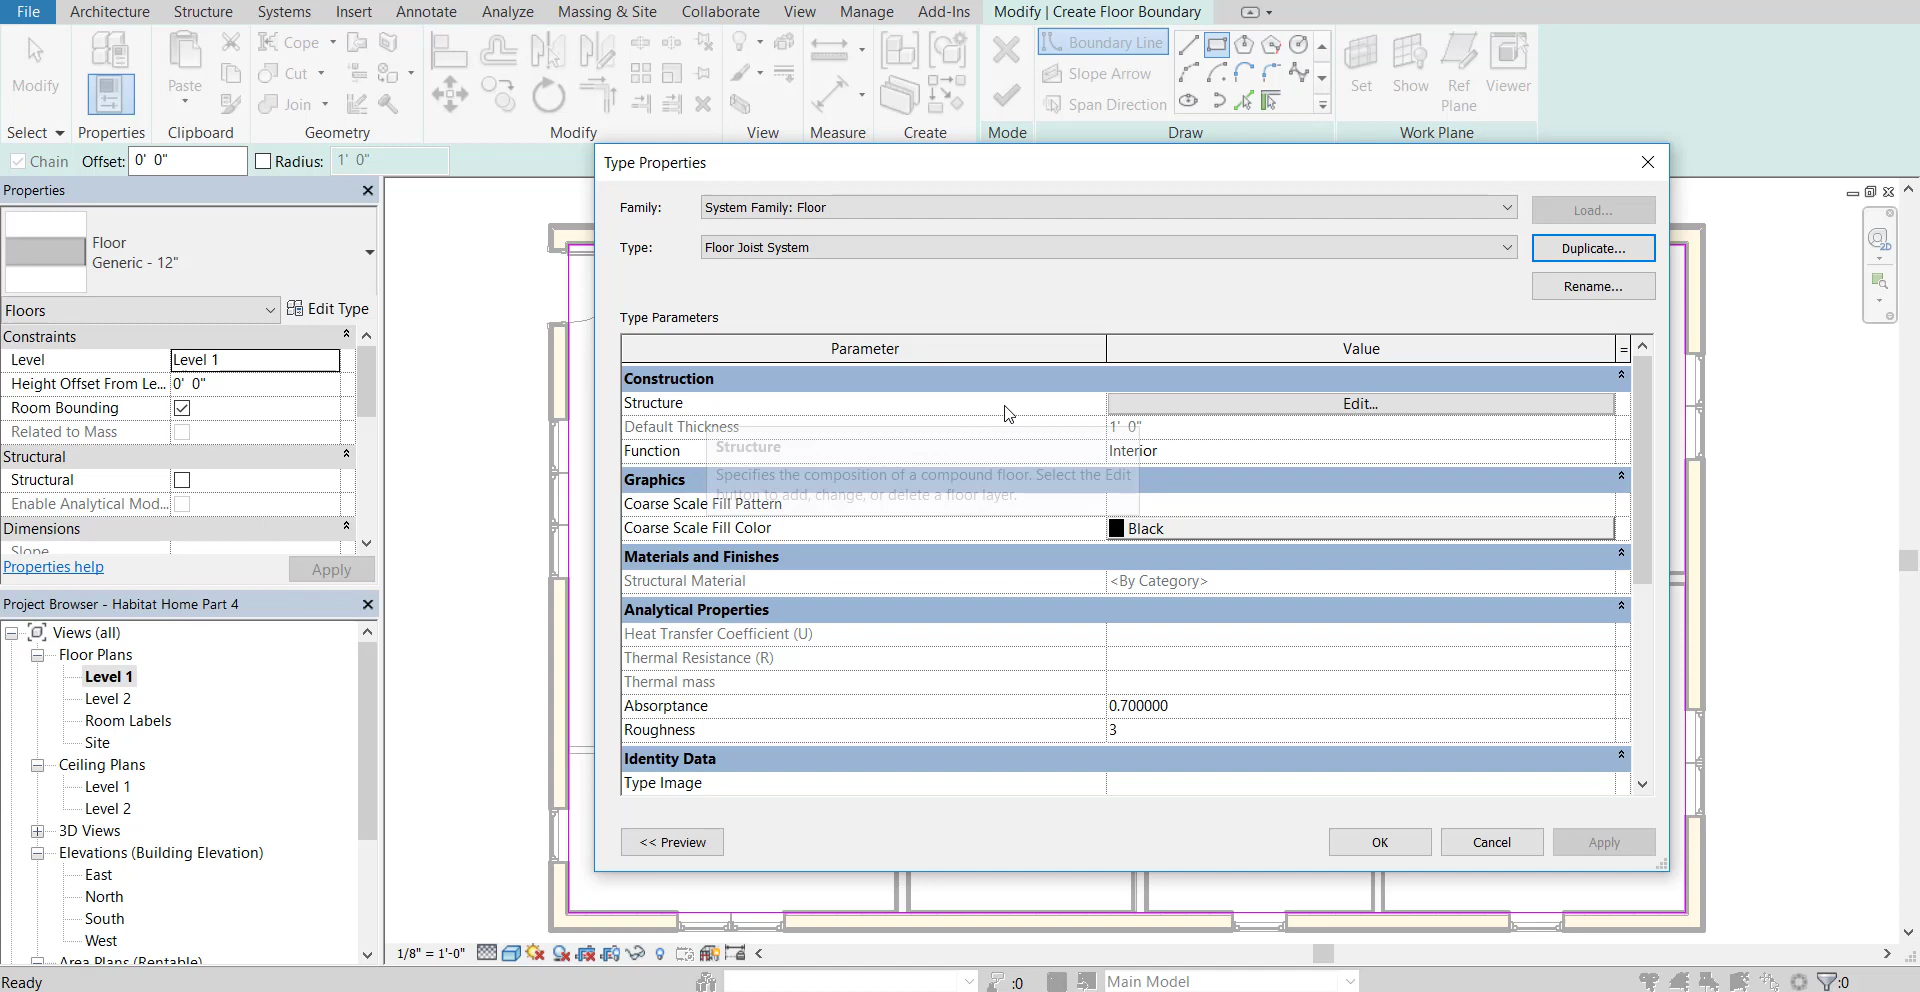 File Architecture Structure Systems Insert Annotate Analyze Massing & Site Collaborate View Manage Add-Ins Modify | Create Floor Boundary
Modify
Properties
Select
Paste
Clipboard
Cope
Cut
Join
Geometry
Modify
View
Measure
Create
Mode
Boundary Line
Slope Arrow
Span Direction
Draw
Set
Show
Ref
Plane
Viewer
Work Plane
Chain Offset: 0' 0" Radius: 1' 0"
Properties
Floor
Generic - 12"
Floors Edit Type
Constraints
Level Level 1
Height Offset From Le... 0' 0"
Room Bounding
Related to Mass
Structural
Structural
Enable Analytical Mod...
Dimensions
Slope
Properties help Apply
Project Browser - Habitat Home Part 4
Views (all)
Floor Plans
Level 1
Level 2
Room Labels
Site
Ceiling Plans
Level 1
Level 2
3D Views
Elevations (Building Elevation)
East
North
South
West
Area Plans (Rentable)
Type Properties
Family: System Family: Floor Load...
Type: Floor Joist System Duplicate...
Rename...
Type Parameters
Parameter Value =
Construction
Structure Edit...
Default Thickness 1' 0"
Function Interior
Structure
Specifies the composition of a compound floor. Select the Edit
button to add, change, or delete a floor layer.
Graphics
Coarse Scale Fill Pattern
Coarse Scale Fill Color Black
Materials and Finishes
Structural Material <By Category>
Analytical Properties
Heat Transfer Coefficient (U)
Thermal Resistance (R)
Thermal mass
Absorptance 0.700000
Roughness 3
Identity Data
Type Image
<< Preview OK Cancel Apply
2D
1/8" = 1'-0"
Ready :0 Main Model :0